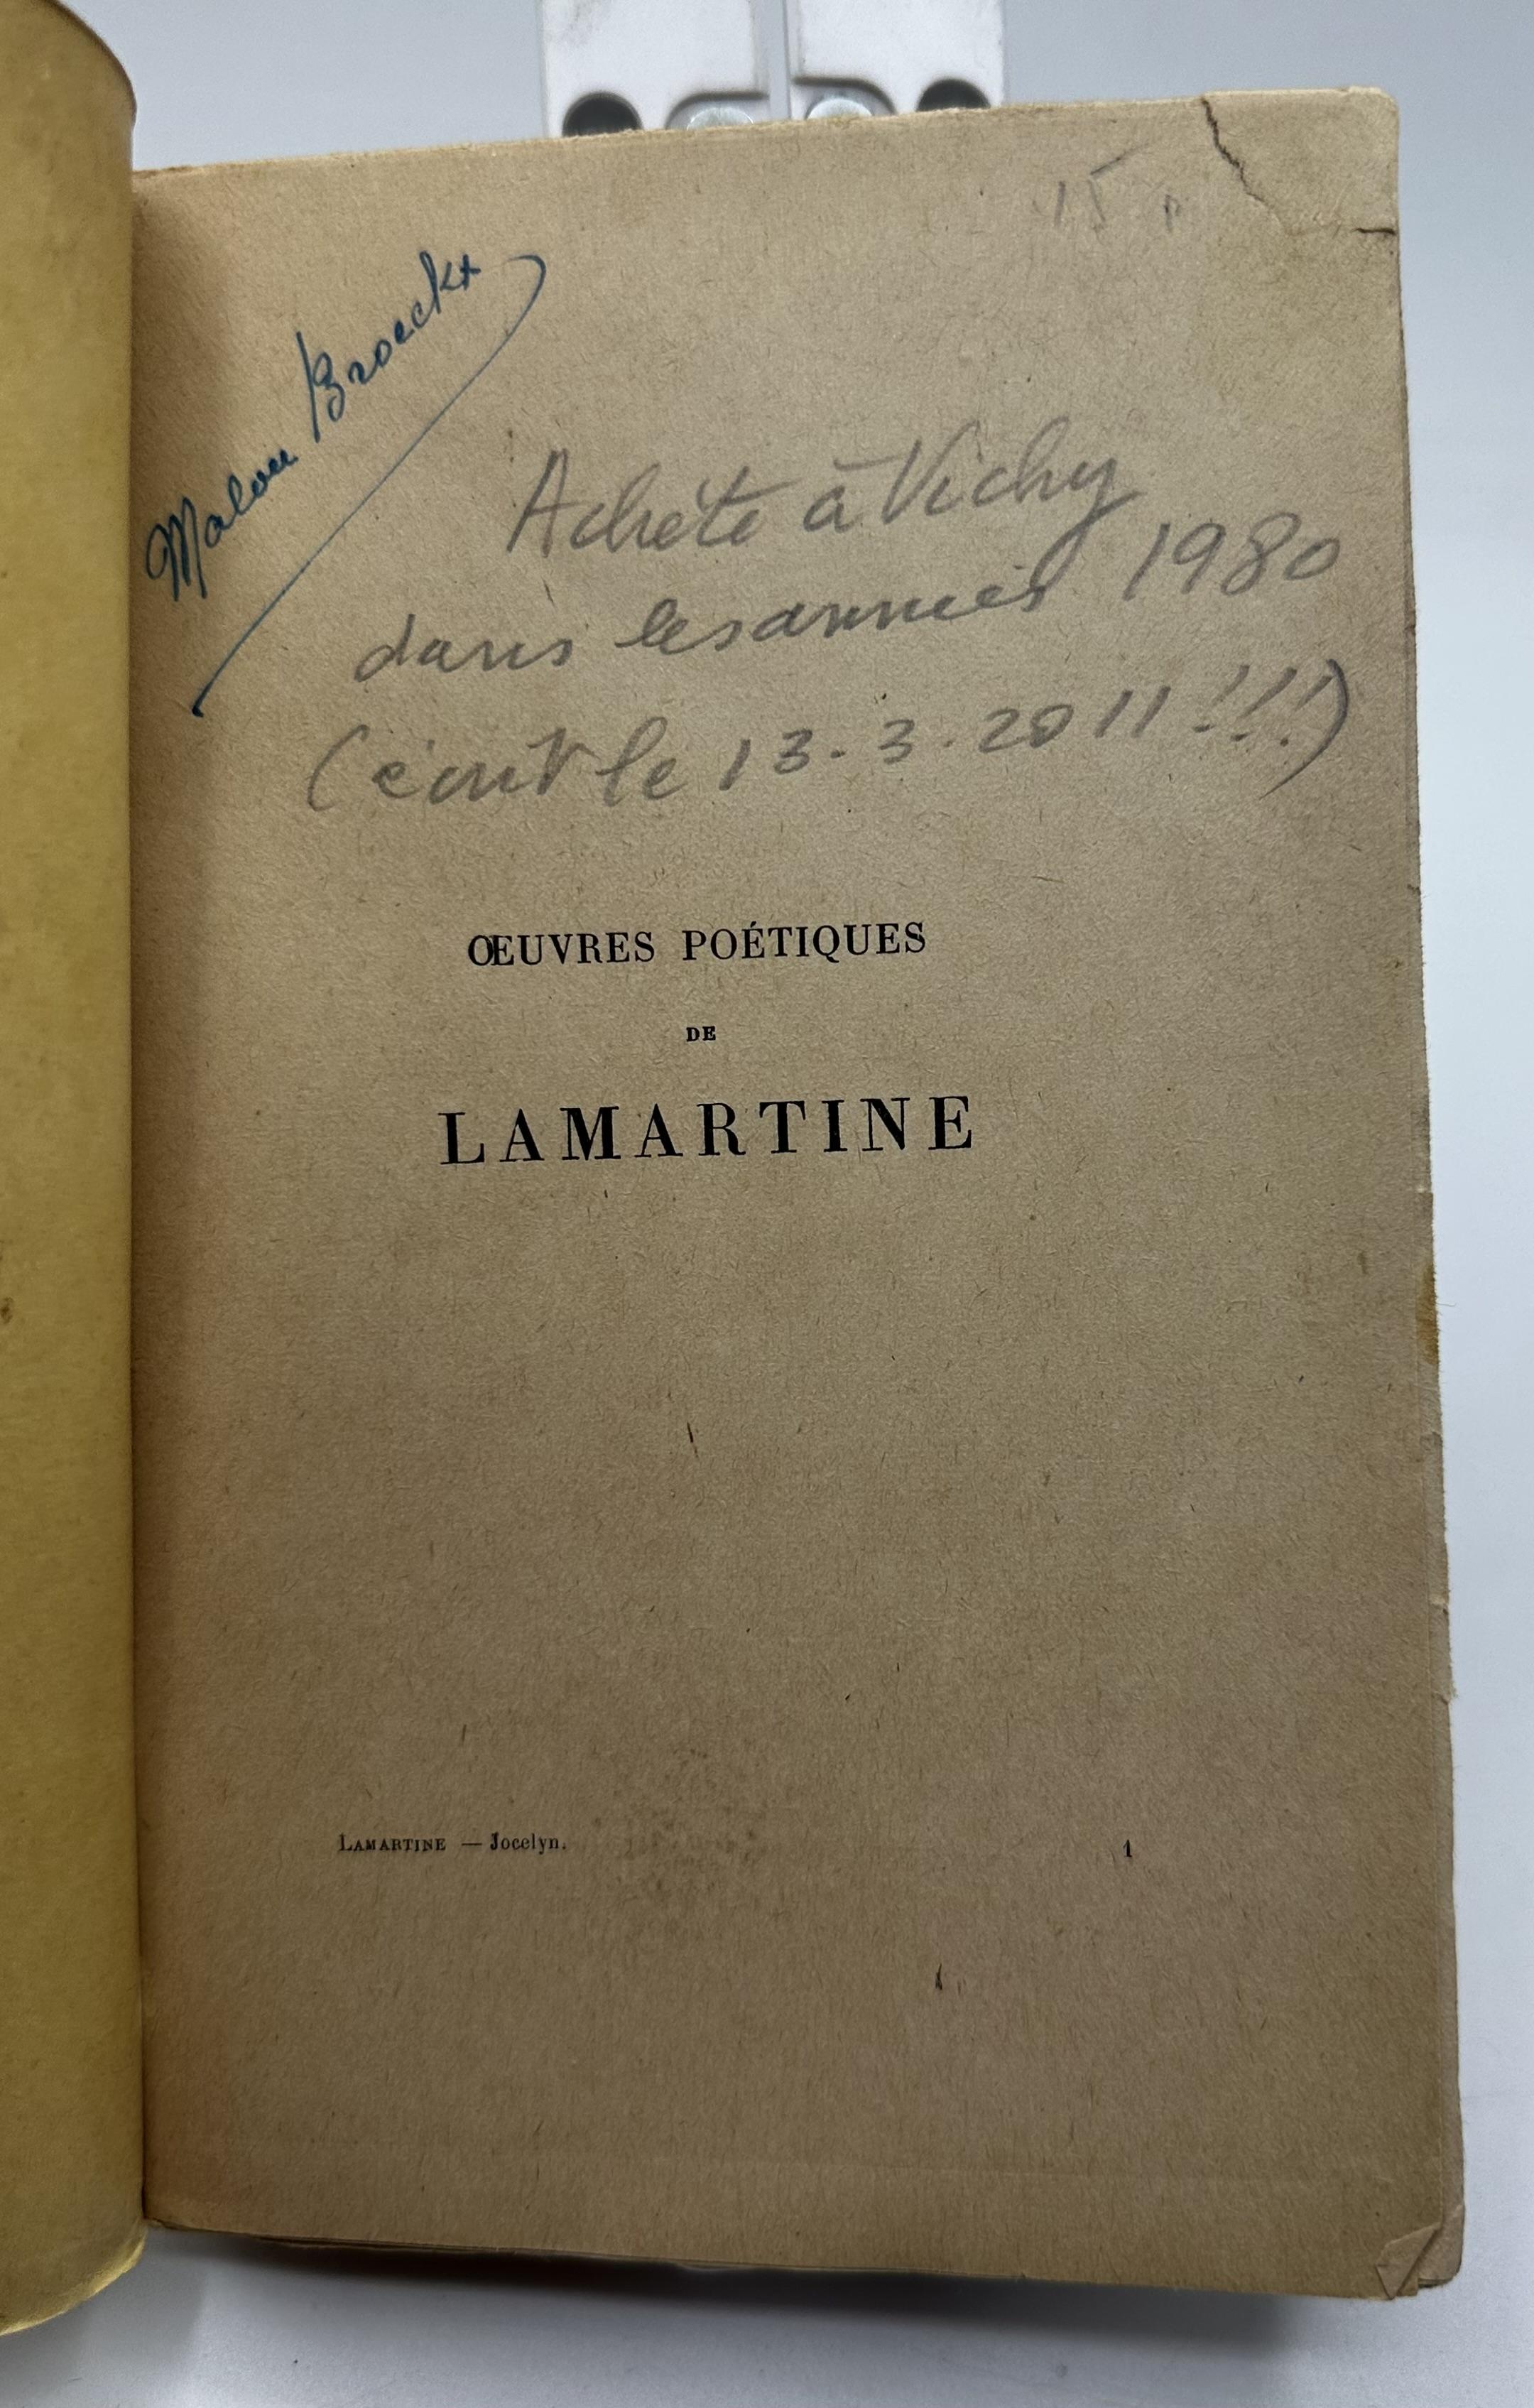 15
Malou Broeckx
Acheté à Vichy
dans les années 1980
(écrit le 13.3.2011 !!!)
ŒUVRES POÉTIQUES
DE
LAMARTINE
LAMARTINE — Jocelyn. 1